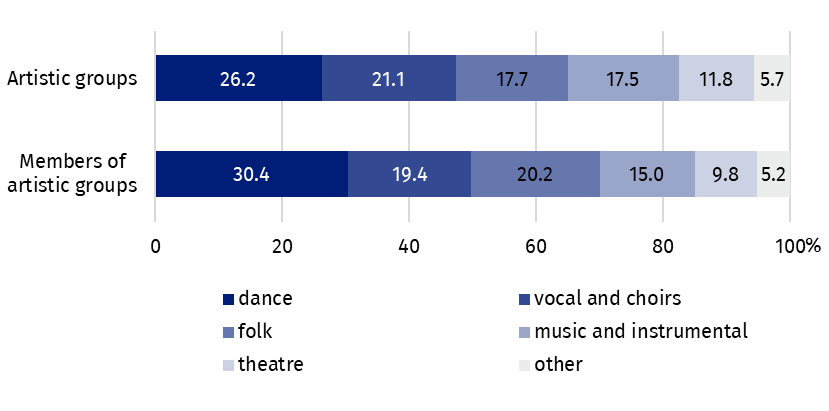 Artistic groups
26.2 21.1 17.7 17.5 11.8 5.7
Members of
artistic groups
30.4 19.4 20.2 15.0 9.8 5.2
0 20 40 60 80 100%
dance vocal and choirs
folk music and instrumental
theatre other